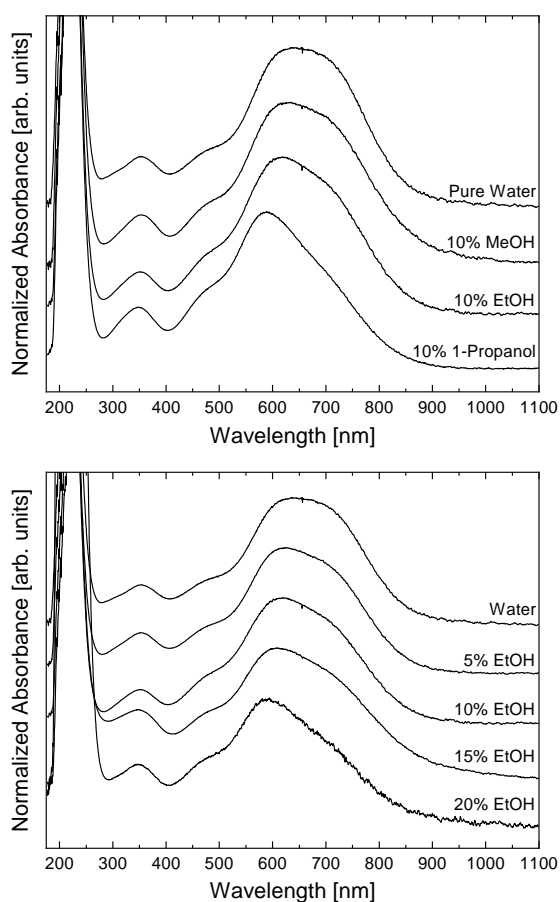 Normalized Absorbance [arb. units]
Pure Water
10% MeOH
10% EtOH
10% 1-Propanol
200 300 400 500 600 700 800 900 1000 1100
Wavelength [nm]
Normalized Absorbance [arb. units]
Water
5% EtOH
10% EtOH
15% EtOH
20% EtOH
200 300 400 500 600 700 800 900 1000 1100
Wavelength [nm]